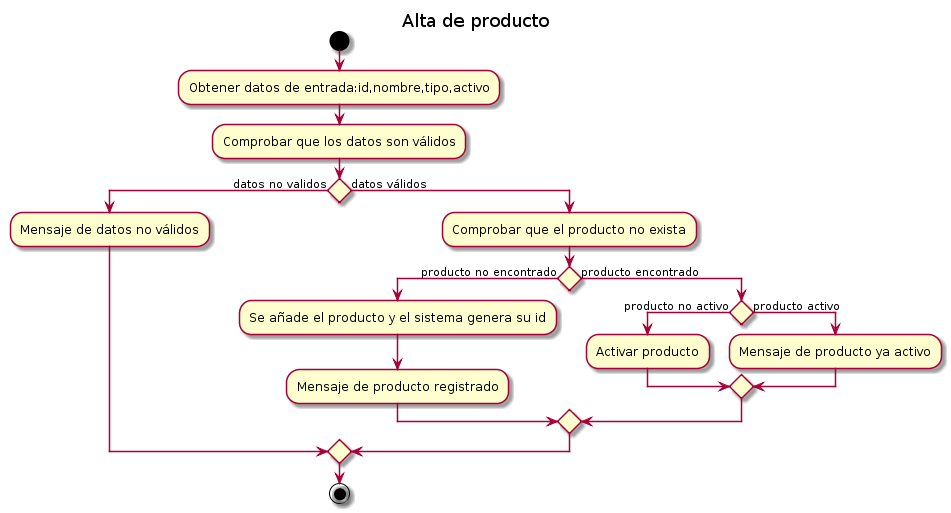 Alta de producto
Obtener datos de entrada:id,nombre,tipo,activo
Comprobar que los datos son válidos
datos no validos
datos válidos
Mensaje de datos no válidos
Comprobar que el producto no exista
producto no encontrado
producto encontrado
Se añade el producto y el sistema genera su id
Mensaje de producto registrado
producto no activo
producto activo
Activar producto
Mensaje de producto ya activo